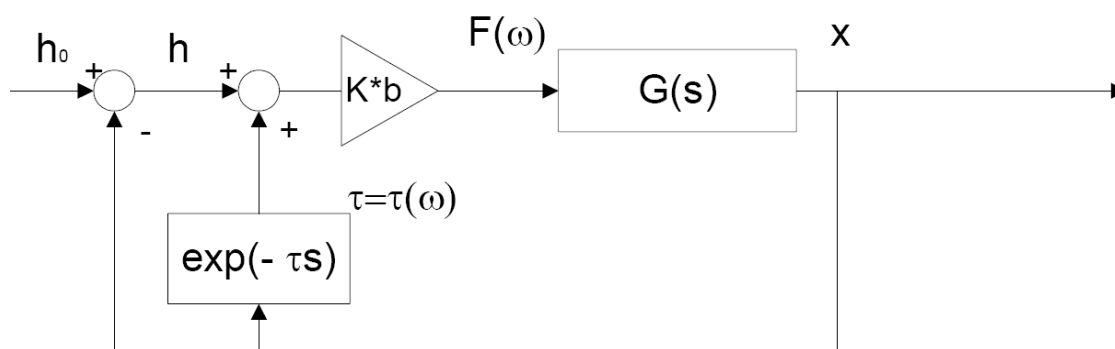 h₀ + h + K*b F(ω) G(s) x
- +
τ=τ(ω)
exp(- τs)